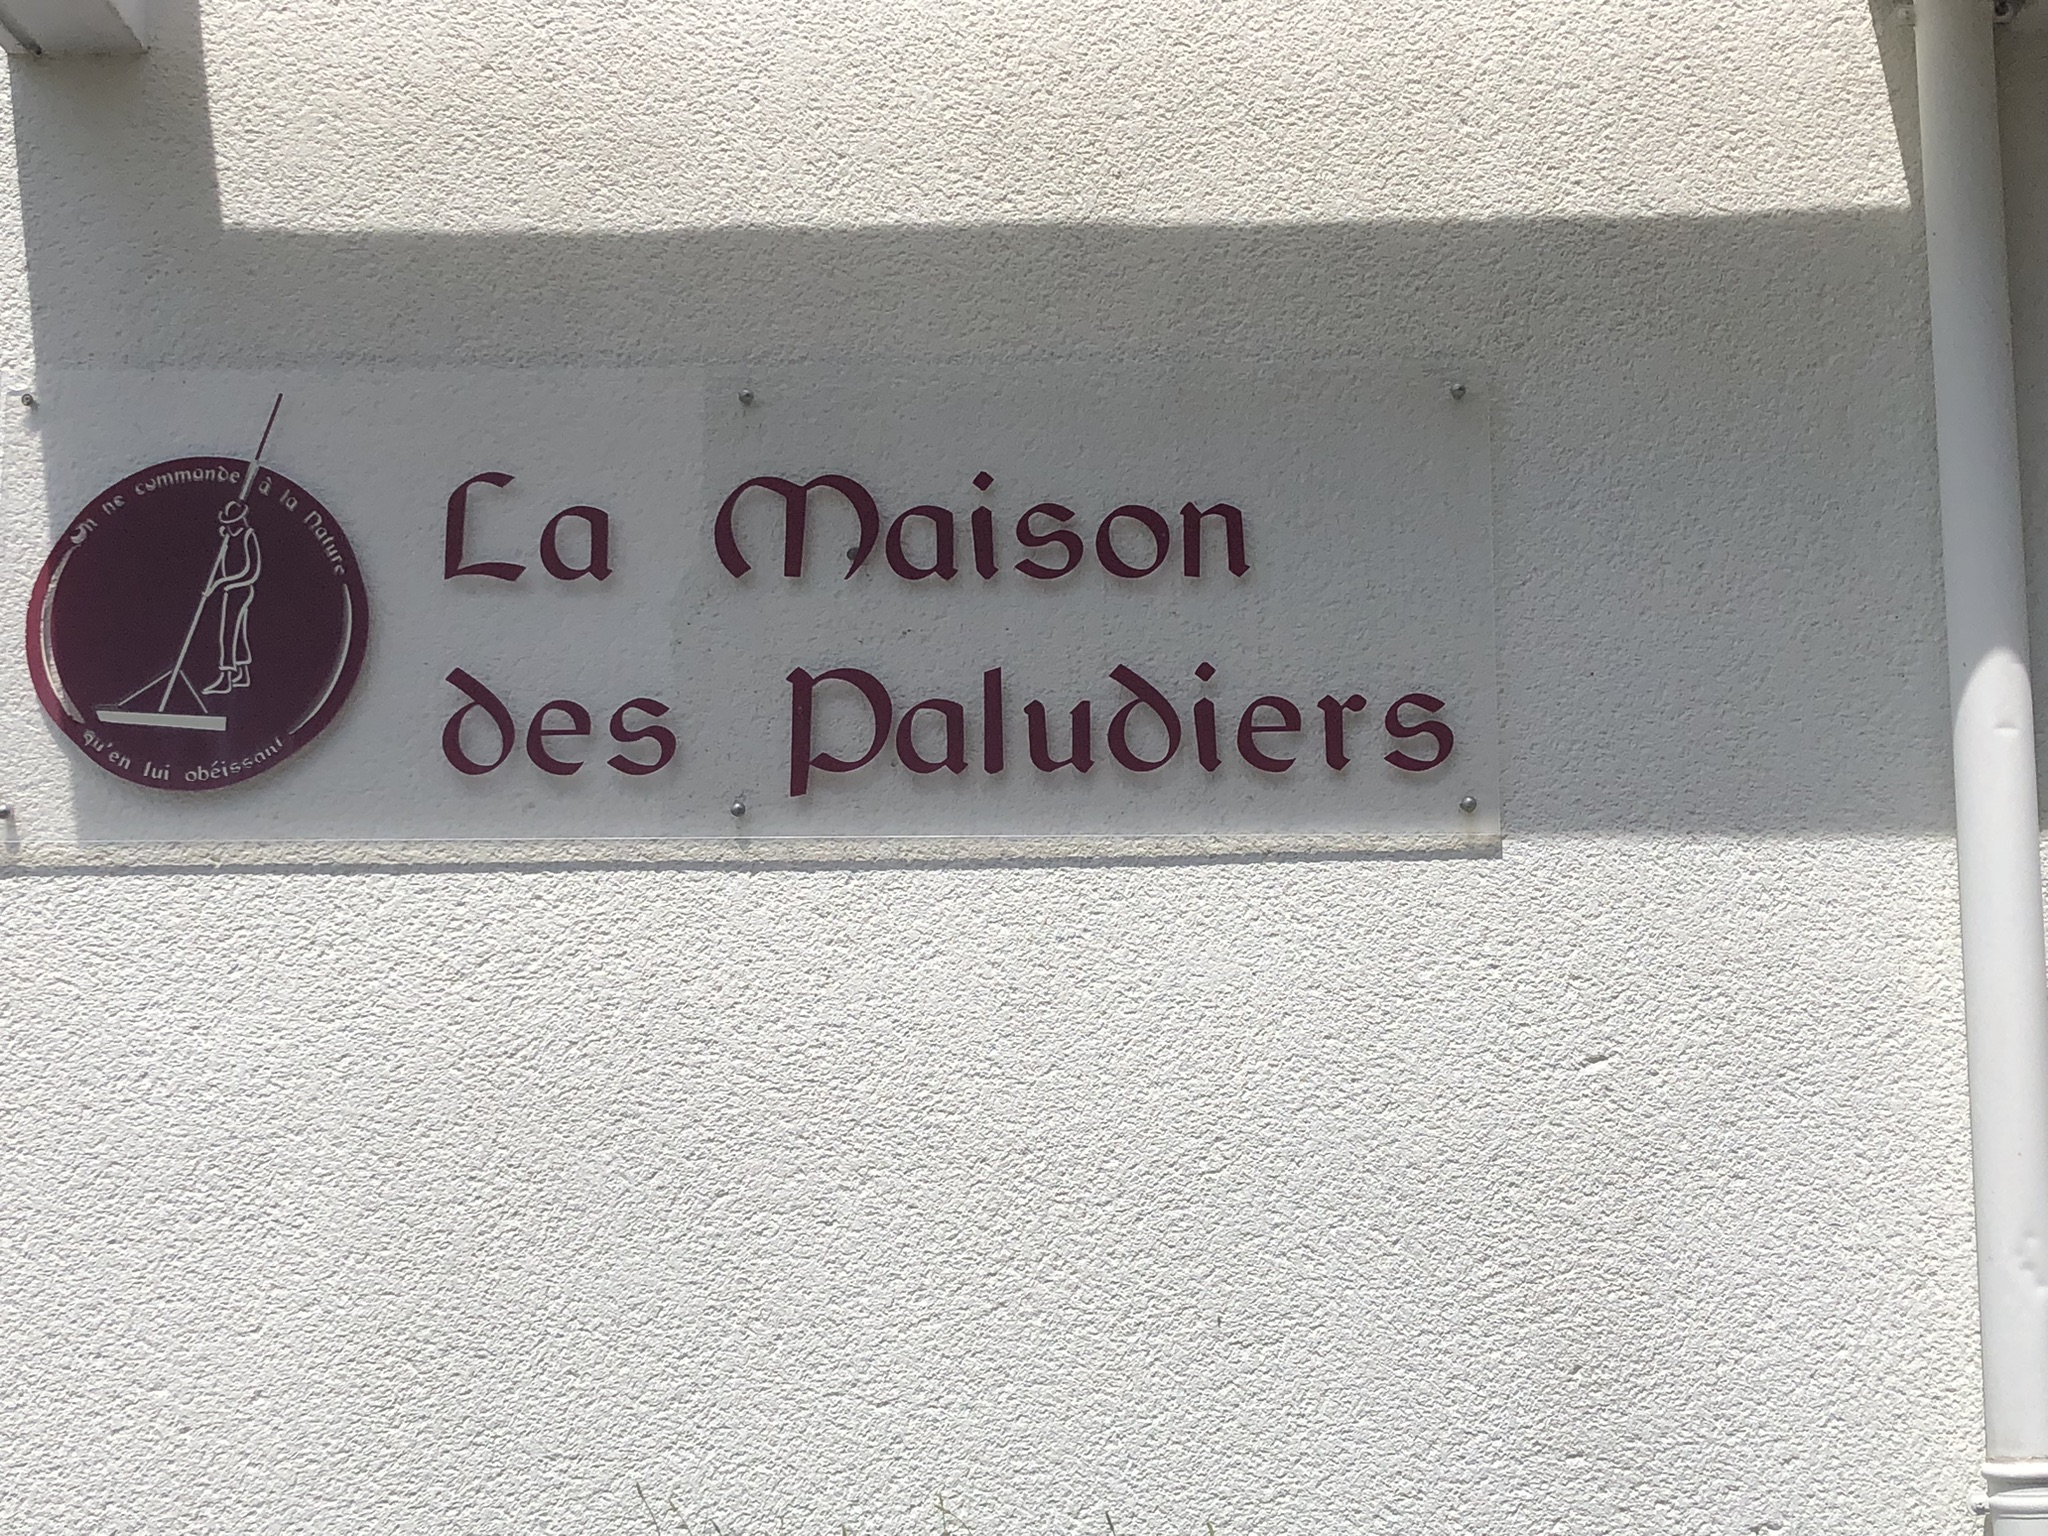 On ne commande à la Nature
qu'en lui obéissant
La Maison
des Paludiers